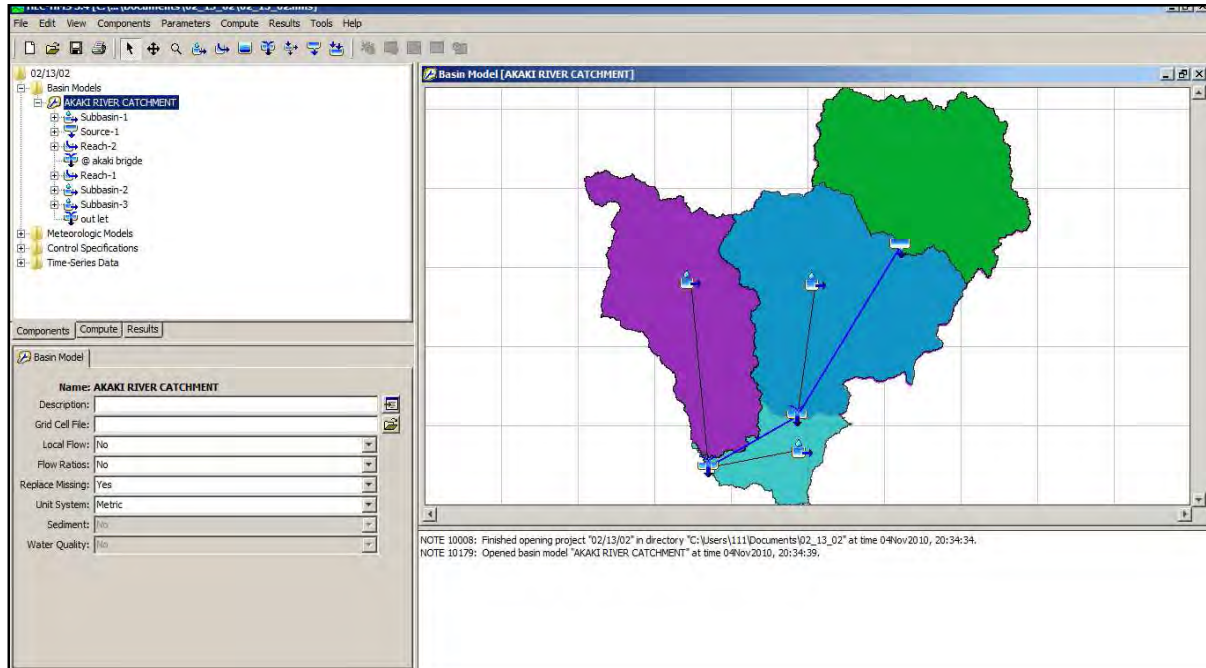 File Edit View Components Parameters Compute Results Tools Help
02/13/02
Basin Models
AKAKI RIVER CATCHMENT
Subbasin-1
Source-1
Reach-2
@ akaki brigde
Reach-1
Subbasin-2
Subbasin-3
out let
Meteorologic Models
Control Specifications
Time-Series Data
Components Compute Results
Basin Model
Name: AKAKI RIVER CATCHMENT
Description:
Grid Cell File:
Local Flow: No
Flow Ratios: No
Replace Missing: Yes
Unit System: Metric
Sediment: No
Water Quality: No
Basin Model [AKAKI RIVER CATCHMENT]
NOTE 10008: Finished opening project "02/13/02" in directory "C:\Users\111\Documents\02_13_02" at time 04Nov2010, 20:34:34.
NOTE 10179: Opened basin model "AKAKI RIVER CATCHMENT" at time 04Nov2010, 20:34:39.